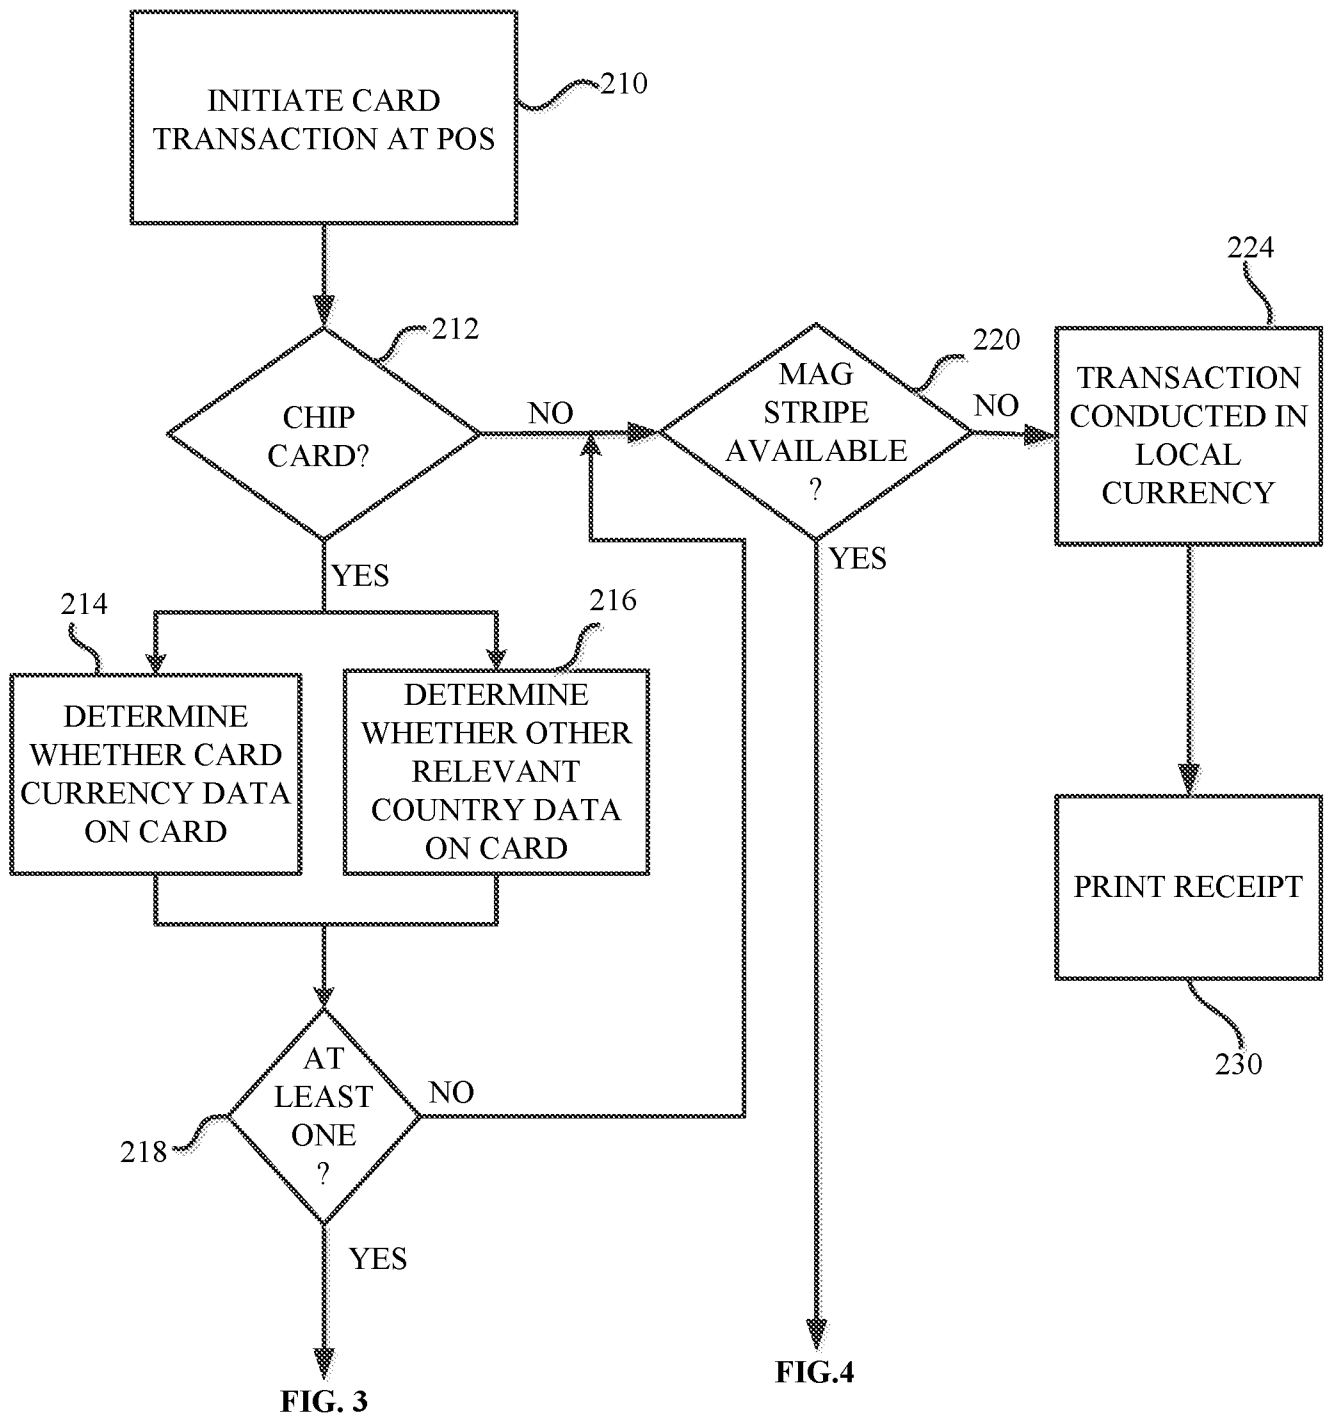 INITIATE CARD
TRANSACTION AT POS
210
212
CHIP
CARD?
NO
YES
220
MAG
STRIPE
AVAILABLE
?
NO
YES
224
TRANSACTION
CONDUCTED IN
LOCAL
CURRENCY
214
DETERMINE
WHETHER CARD
CURRENCY DATA
ON CARD
216
DETERMINE
WHETHER OTHER
RELEVANT
COUNTRY DATA
ON CARD
PRINT RECEIPT
230
AT
LEAST
ONE
?
218
NO
YES
FIG. 3
FIG.4